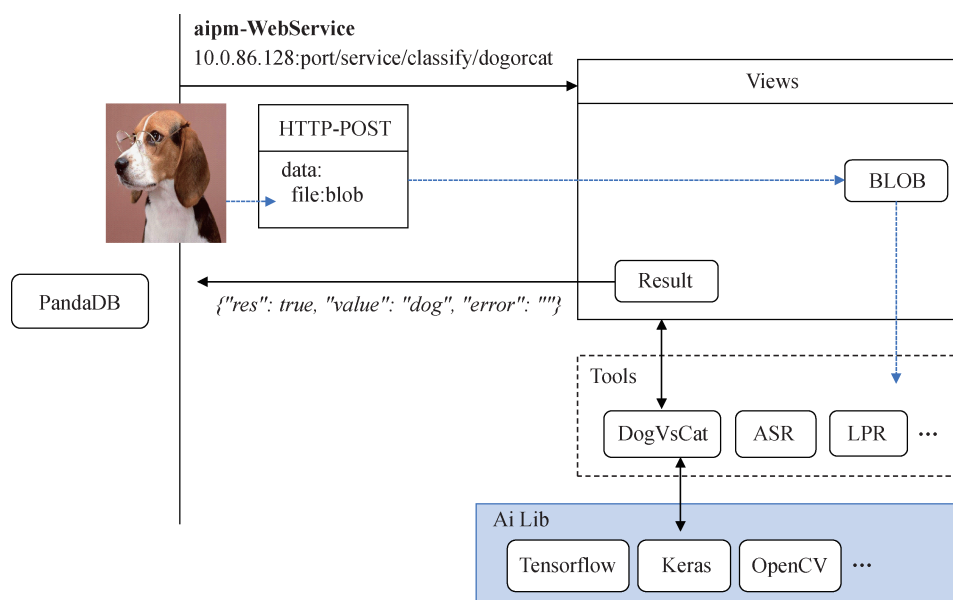 aipm-WebService
10.0.86.128:port/service/classify/dogorcat
Views
HTTP-POST
data:
file:blob
BLOB
Result
PandaDB
{"res": true, "value": "dog", "error": ""}
Tools
DogVsCat
ASR
LPR
...
Ai Lib
Tensorflow
Keras
OpenCV
...